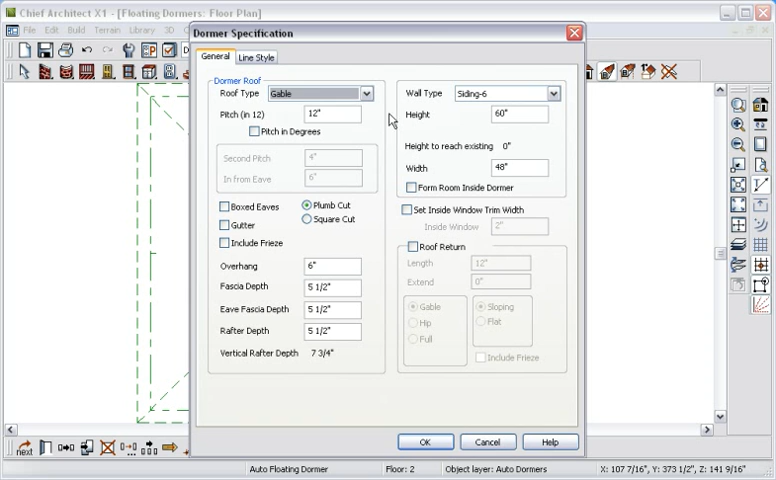 Chief Architect X1 - [Floating Dormers: Floor Plan]
File Edit Build Terrain Library 3D
Dormer Specification
General Line Style
Dormer Roof
Roof Type Gable
Pitch (in 12) 12"
Pitch in Degrees
Second Pitch 4"
In from Eave 6"
Boxed Eaves Plumb Cut
Gutter Square Cut
Include Frieze
Overhang 6"
Fascia Depth 5 1/2"
Eave Fascia Depth 5 1/2"
Rafter Depth 5 1/2"
Vertical Rafter Depth 7 3/4"
Wall Type Siding-6
Height 60"
Height to reach existing 0"
Width 48"
Form Room Inside Dormer
Set Inside Window Trim Width
Inside Window 2"
Roof Return
Length 12"
Extend 0"
Gable Sloping
Hip Flat
Full
Include Frieze
OK Cancel Help
next
Auto Floating Dormer Floor: 2 Object layer: Auto Dormers X: 107 7/16", Y: 373 1/2", Z: 141 9/16"